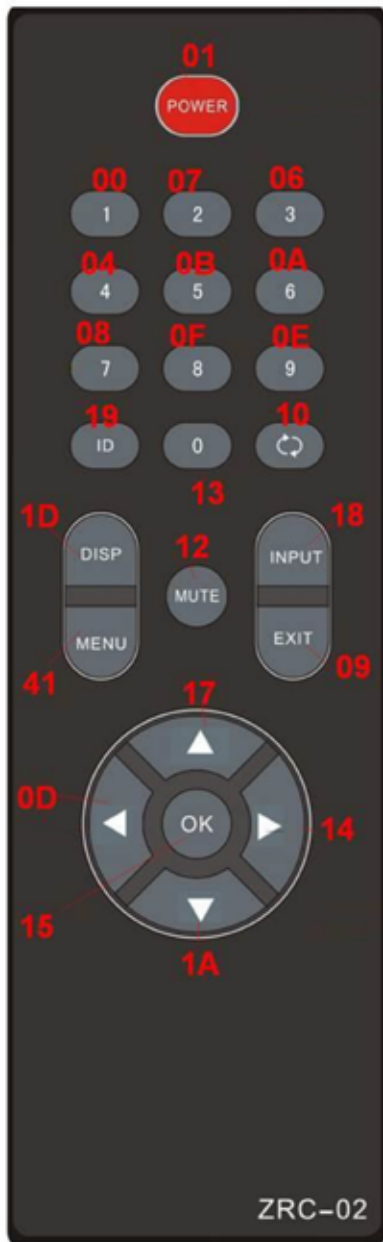 01
POWER
00 07 06
1 2 3
04 0B 0A
4 5 6
08 0F 0E
7 8 9
19 10
ID 0
13
1D 12 18
DISP MUTE INPUT
MENU EXIT
41 09
17
0D
OK
14
15
1A
ZRC-02